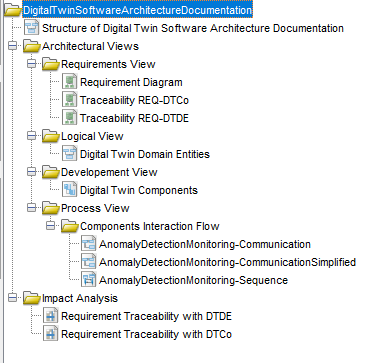 DigitalTwinSoftwareArchitectureDocumentation
Structure of Digital Twin Software Architecture Documentation
Architectural Views
Requirements View
Requirement Diagram
Traceability REQ-DTCo
Traceability REQ-DTDE
Logical View
Digital Twin Domain Entities
Developement View
Digital Twin Components
Process View
Components Interaction Flow
AnomalyDetectionMonitoring-Communication
AnomalyDetectionMonitoring-CommunicationSimplified
AnomalyDetectionMonitoring-Sequence
Impact Analysis
Requirement Traceability with DTDE
Requirement Traceability with DTCo